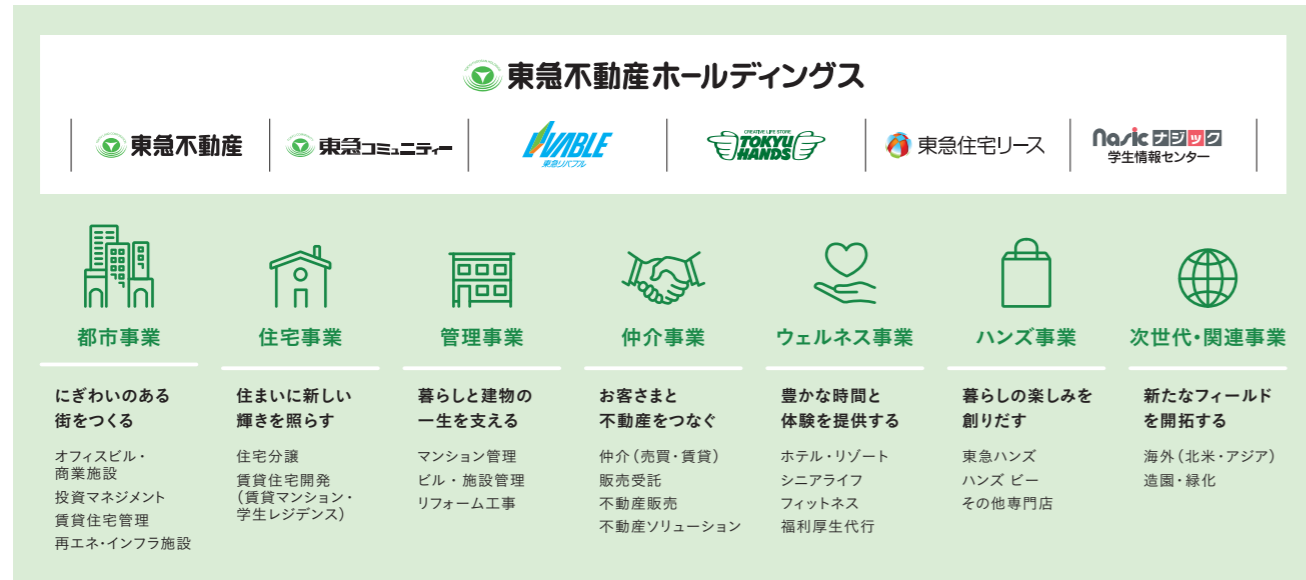 東急不動産ホールディングス
東急不動産
東急コミュニティー
LIVABLE
東急リバブル
CREATIVE LIFE STORE
TOKYU
HANDS
東急住宅リース
nasic ナジック
学生情報センター
都市事業
にぎわいのある
街をつくる
オフィスビル・
商業施設
投資マネジメント
賃貸住宅管理
再エネ・インフラ施設
住宅事業
住まいに新しい
輝きを照らす
住宅分譲
賃貸住宅開発
(賃貸マンション・
学生レジデンス)
管理事業
暮らしと建物の
一生を支える
マンション管理
ビル・施設管理
リフォーム工事
仲介事業
お客さまと
不動産をつなぐ
仲介(売買・賃貸)
販売受託
不動産販売
不動産ソリューション
ウェルネス事業
豊かな時間と
体験を提供する
ホテル・リゾート
シニアライフ
フィットネス
福利厚生代行
ハンズ事業
暮らしの楽しみを
創りだす
東急ハンズ
ハンズ ビー
その他専門店
次世代・関連事業
新たなフィールド
を開拓する
海外(北米・アジア)
造園・緑化